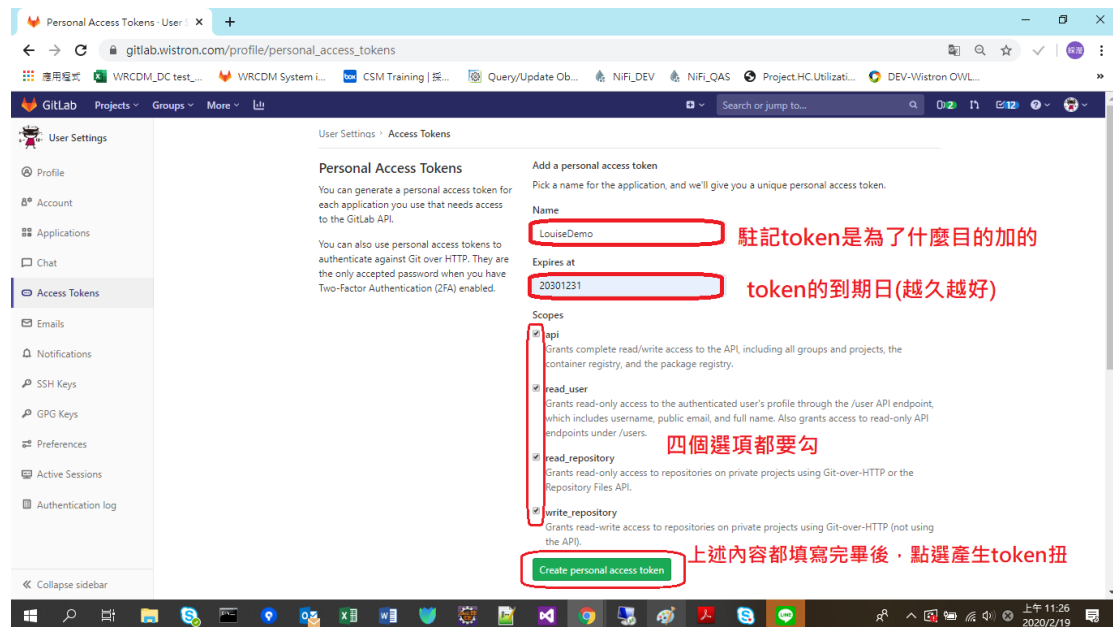 Personal Access Tokens · User S
gitlab.wistron.com/profile/personal_access_tokens
應用程式 WRCDM_DC test_... WRCDM System i... CSM Training | 採... Query/Update Ob... NiFi_DEV NiFi_QAS Project.HC.Utilizati... DEV-Wistron OWL... »
GitLab Projects Groups More Search or jump to... 2 12
User Settings
Profile
Account
Applications
Chat
Access Tokens
Emails
Notifications
SSH Keys
GPG Keys
Preferences
Active Sessions
Authentication log
Collapse sidebar
User Settings > Access Tokens
Personal Access Tokens
You can generate a personal access token for
each application you use that needs access
to the GitLab API.
You can also use personal access tokens to
authenticate against Git over HTTP. They are
the only accepted password when you have
Two-Factor Authentication (2FA) enabled.
Add a personal access token
Pick a name for the application, and we'll give you a unique personal access token.
Name
LouiseDemo
駐記token是為了什麼目的加的
Expires at
20301231
token的到期日(越久越好)
Scopes
api
Grants complete read/write access to the API, including all groups and projects, the
container registry, and the package registry.
read_user
Grants read-only access to the authenticated user's profile through the /user API endpoint,
which includes username, public email, and full name. Also grants access to read-only API
endpoints under /users.
四個選項都要勾
read_repository
Grants read-only access to repositories on private projects using Git-over-HTTP or the
Repository Files API.
write_repository
Grants read-write access to repositories on private projects using Git-over-HTTP (not using
the API).
上述內容都填寫完畢後，點選產生token扭
Create personal access token
上午 11:26
2020/2/19